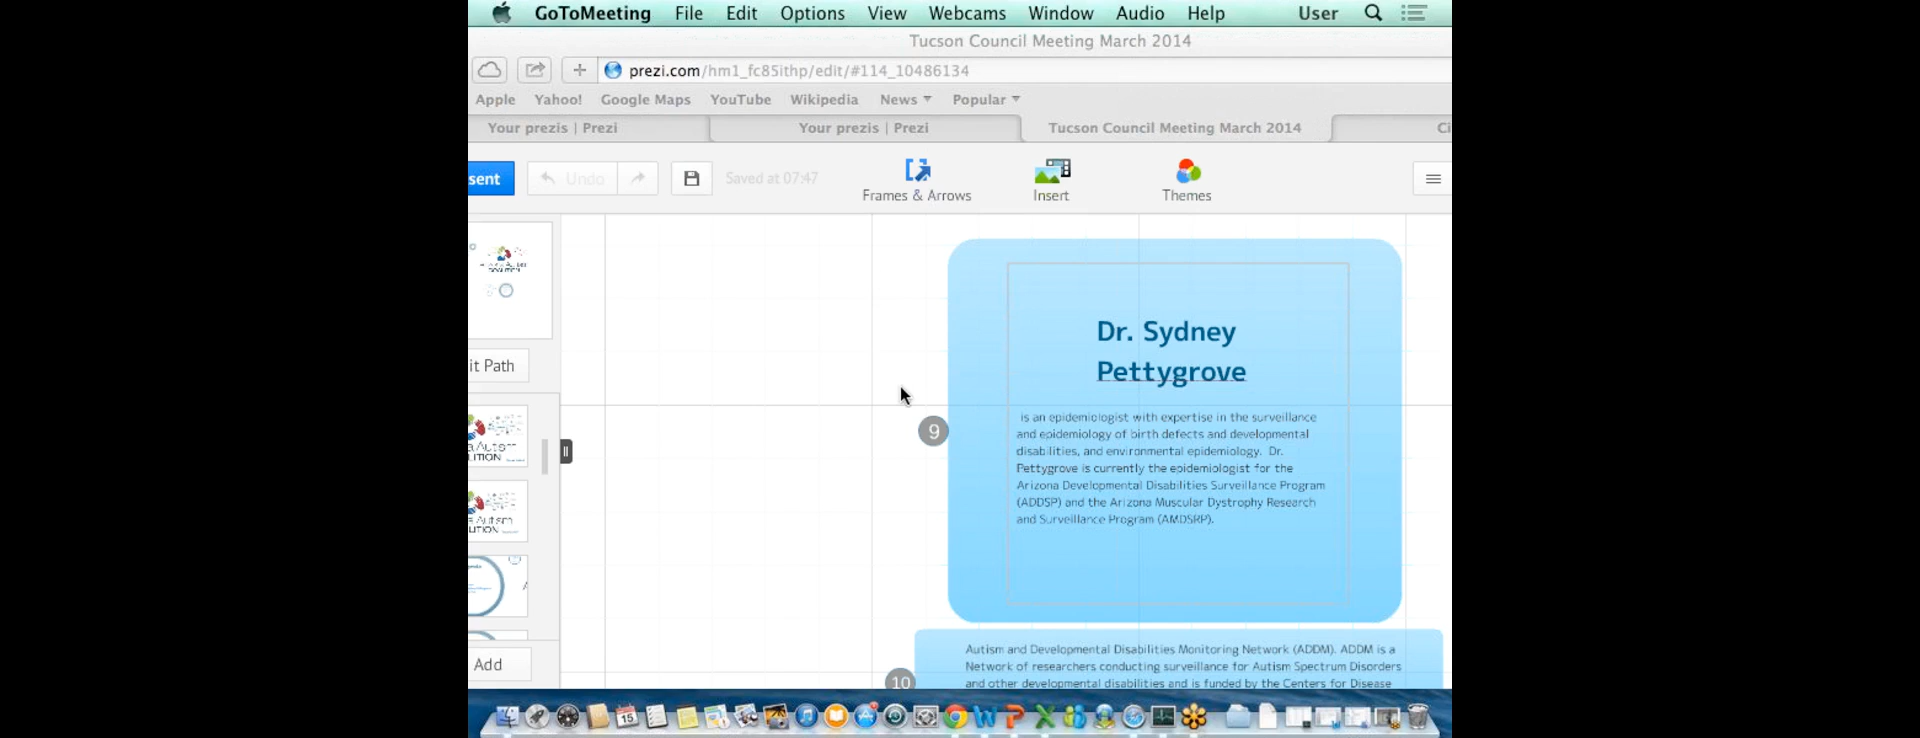 GoToMeeting File Edit Options View Webcams Window Audio Help User
Tucson Council Meeting March 2014
prezi.com/hm1_fc85ithp/edit/#114_10486134
Apple Yahoo! Google Maps YouTube Wikipedia News Popular
Your prezis | Prezi Your prezis | Prezi Tucson Council Meeting March 2014 Ci
sent Undo Saved at 07:47 Frames & Arrows Insert Themes
it Path
Add
Dr. Sydney
Pettygrove
9
is an epidemiologist with expertise in the surveillance
and epidemiology of birth defects and developmental
disabilities, and environmental epidemiology. Dr.
Pettygrove is currently the epidemiologist for the
Arizona Developmental Disabilities Surveillance Program
(ADDSP) and the Arizona Muscular Dystrophy Research
and Surveillance Program (AMDSRP).
10
Autism and Developmental Disabilities Monitoring Network (ADDM). ADDM is a
Network of researchers conducting surveillance for Autism Spectrum Disorders
and other developmental disabilities and is funded by the Centers for Disease
15